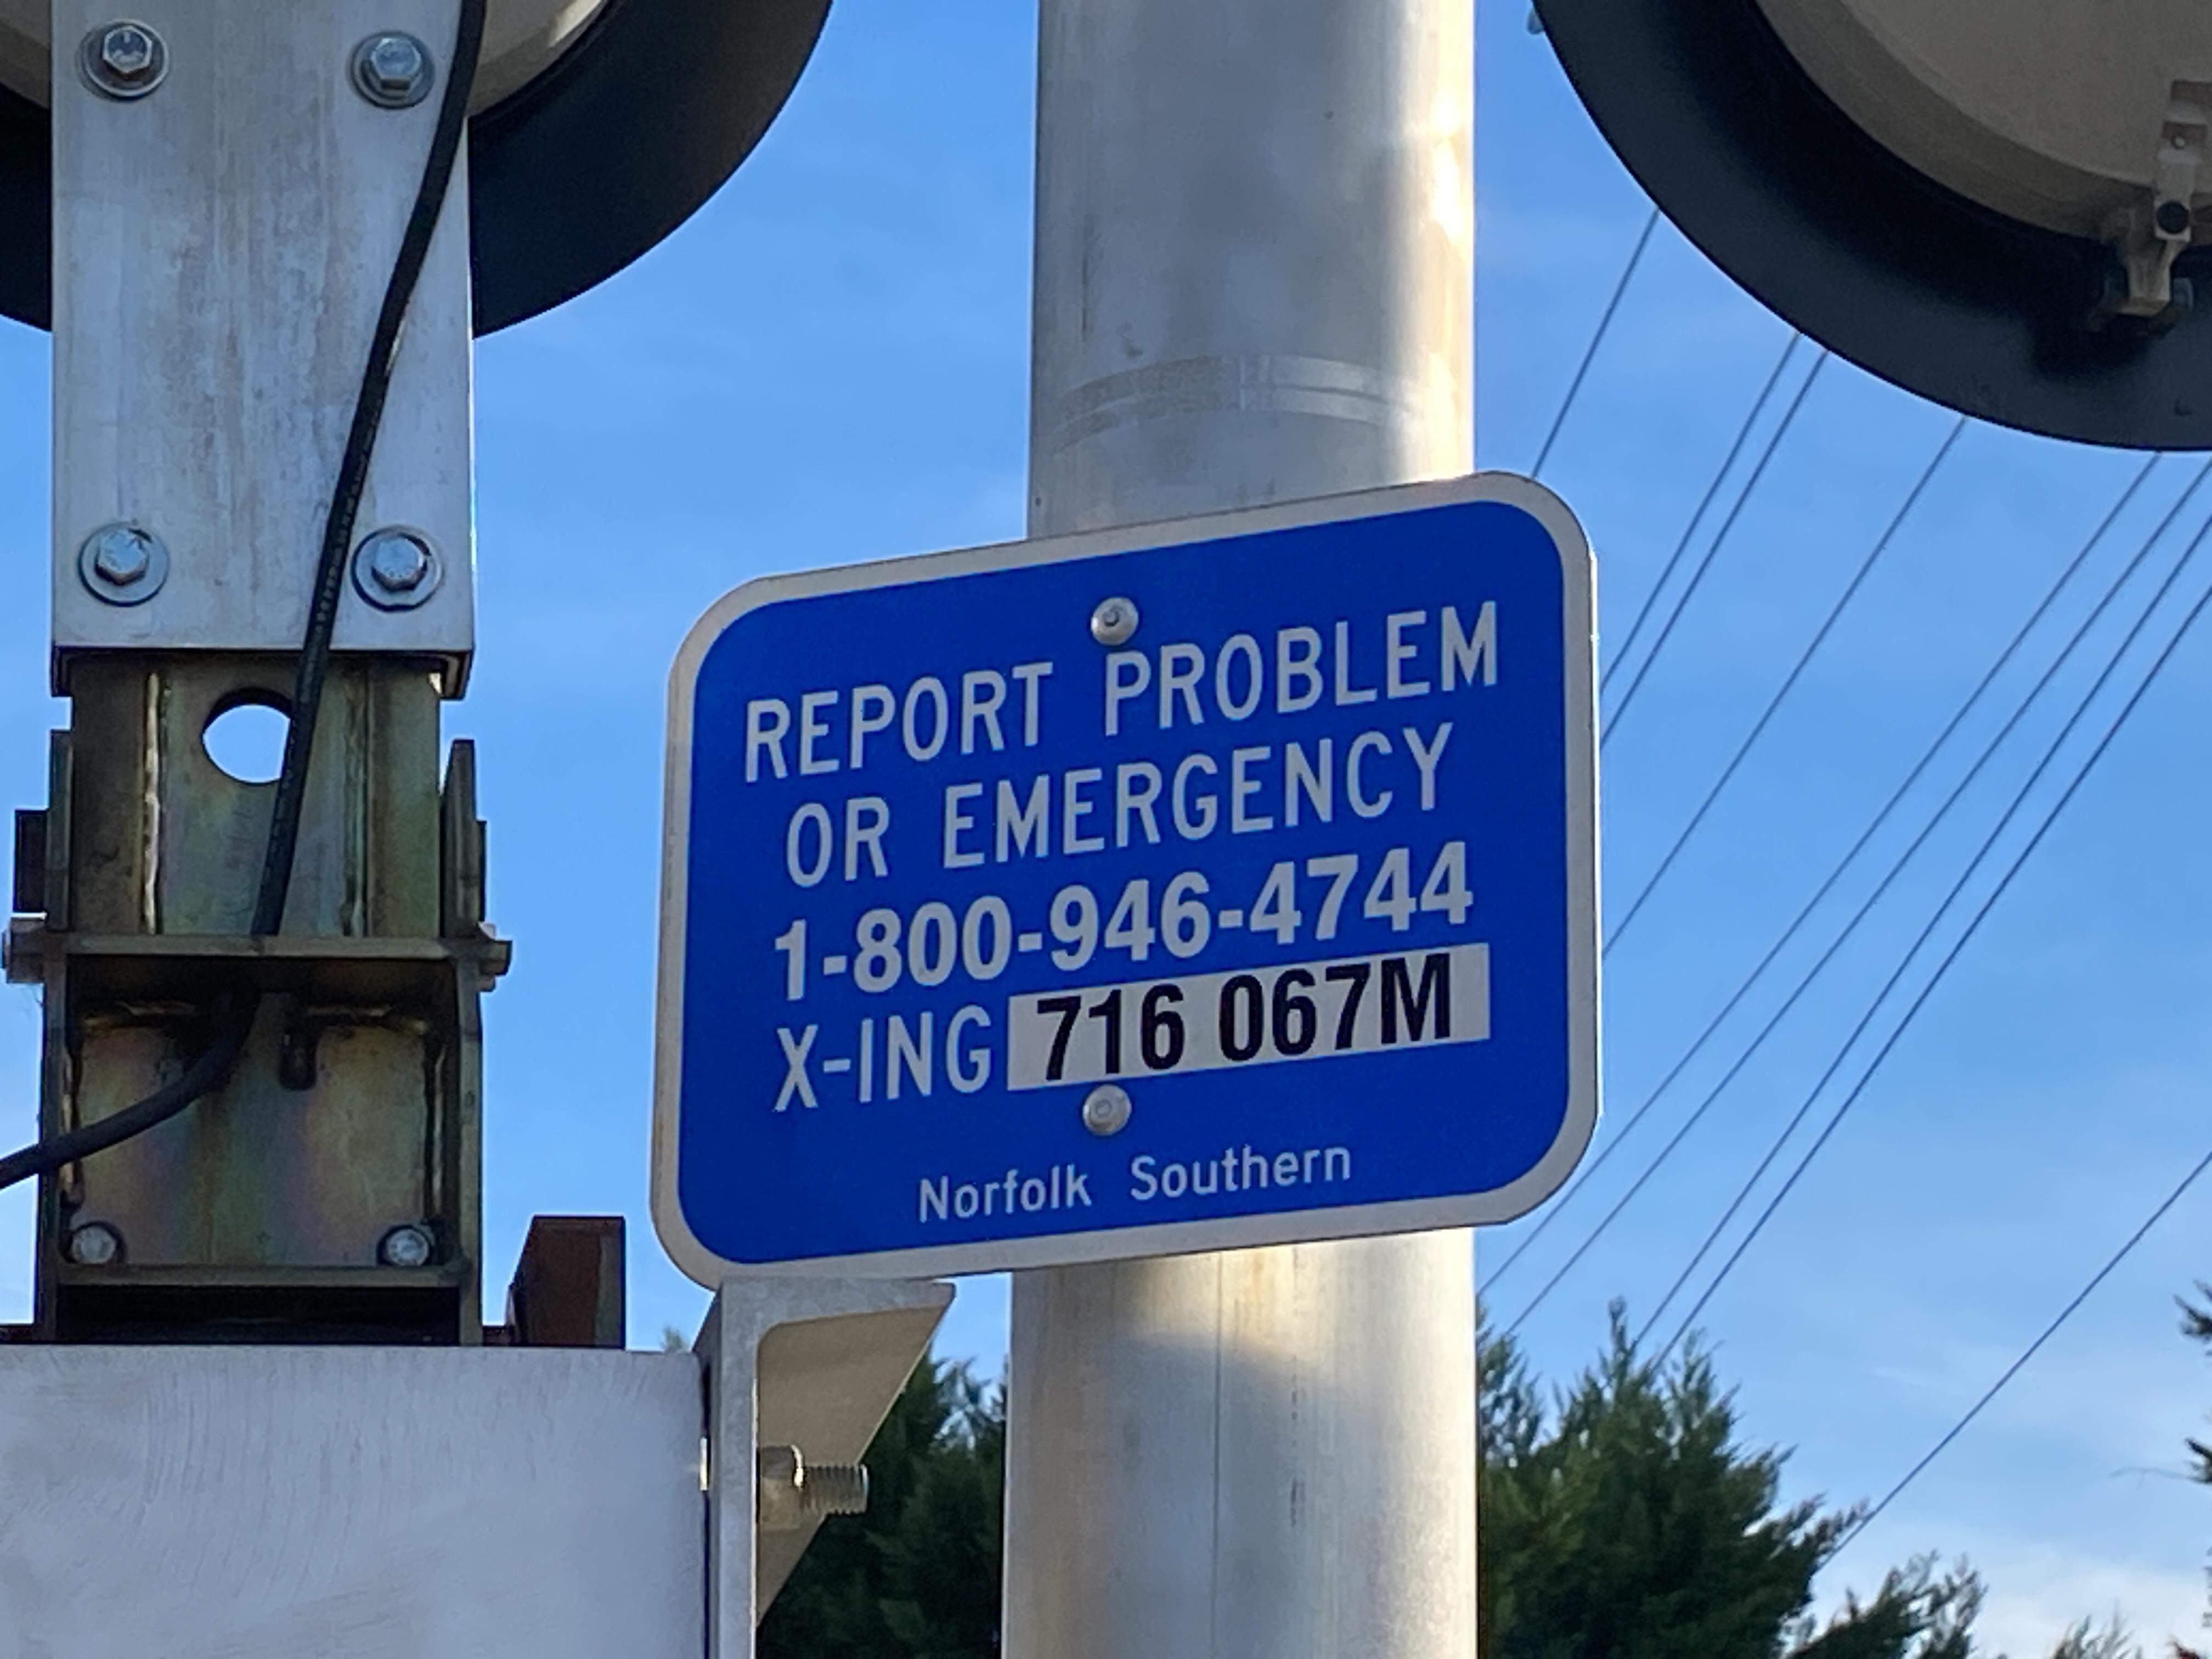 REPORT PROBLEM
OR EMERGENCY
1-800-946-4744
X-ING 716 067M
Norfolk Southern